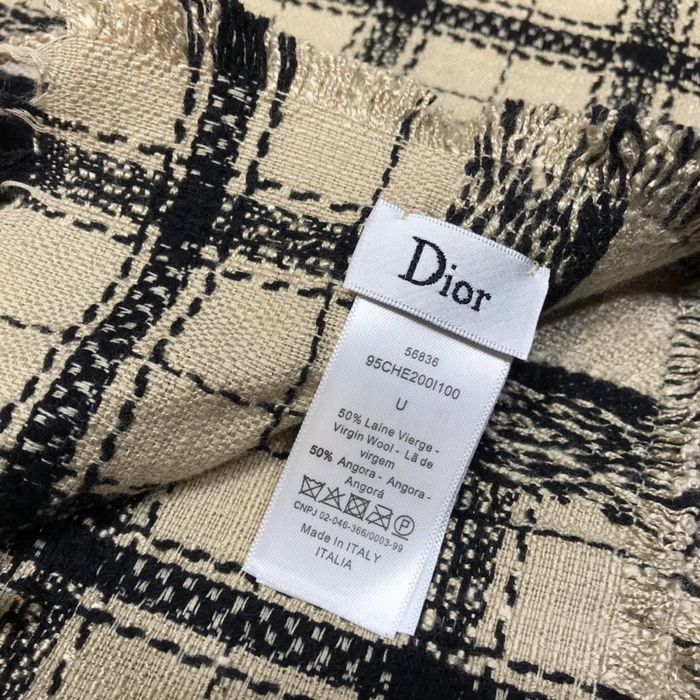 Dior
56836
95CHE200I100
U
50% Laine Vierge -
Virgin Wool - Lã de
virgem
50% Angora - Angora -
Angorá
CNPJ 02-046-366/0003-99
Made In ITALY
ITALIA